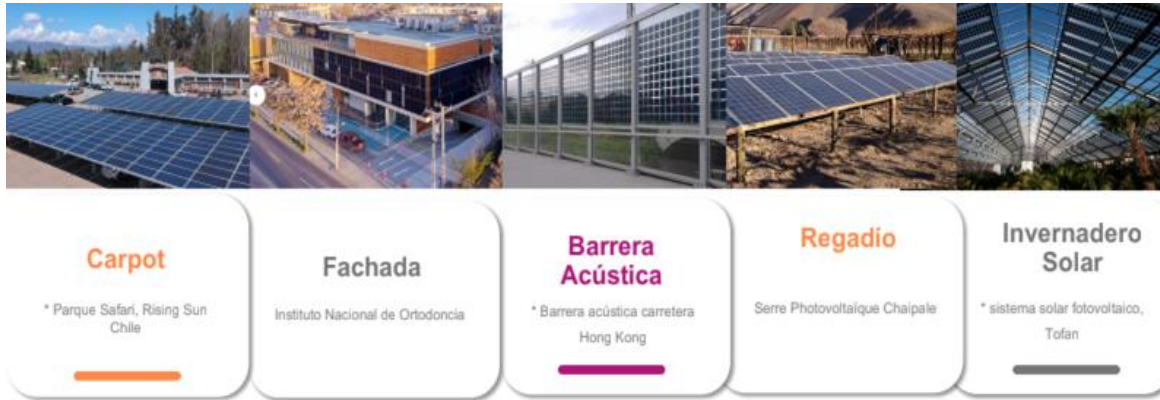 Carpot
* Parque Safari, Rising Sun
Chile
Fachada
Instituto Nacional de Ortodoncia
Barrera
Acústica
* Barrera acústica carretera
Hong Kong
Regadío
Serre Photovoltaïque Chaipale
Invernadero
Solar
* sistema solar fotovoltaico,
Tofan